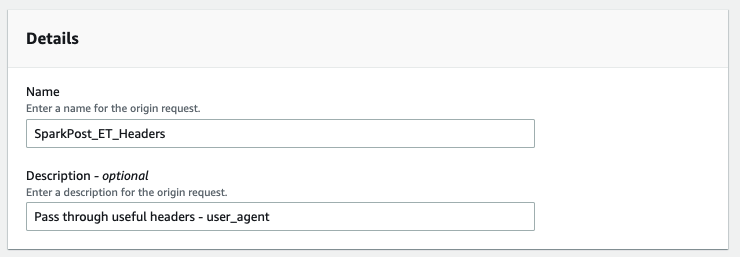 Details
Name
Enter a name for the origin request.
SparkPost_ET_Headers
Description - optional
Enter a description for the origin request.
Pass through useful headers - user_agent